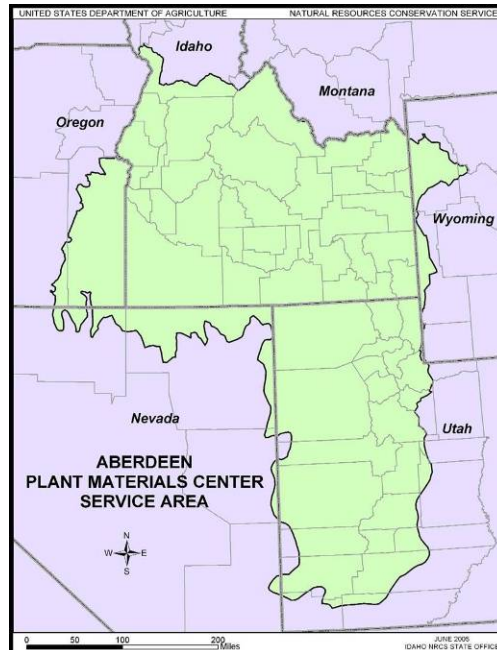 UNITED STATES DEPARTMENT OF AGRICULTURE
NATURAL RESOURCES CONSERVATION SERVICE
Idaho
Montana
Oregon
Wyoming
Nevada
Utah
ABERDEEN
PLANT MATERIALS CENTER
SERVICE AREA
N
W E
S
0 50 100 200
Miles
JUNE 2005
IDAHO NRCS STATE OFFICE